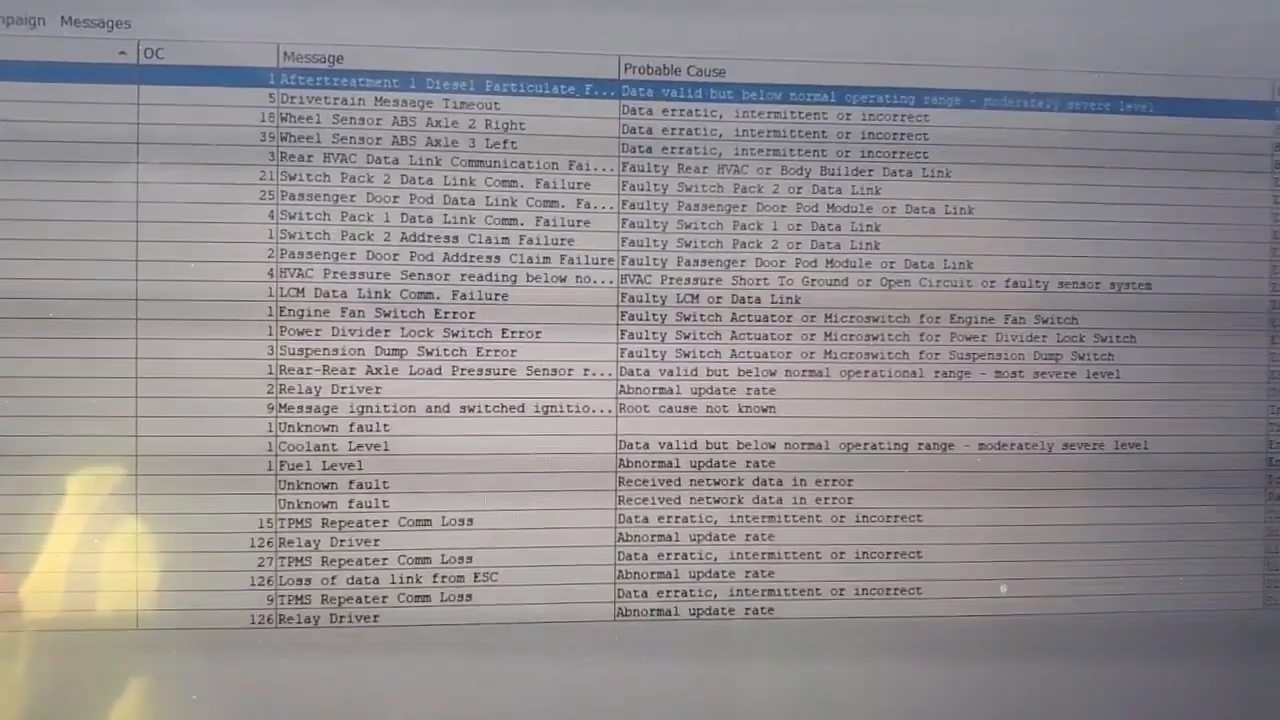 Messages
OC Message Probable Cause
1 Aftertreatment 1 Diesel Particulate F... Data valid but below normal operating range - moderately severe level
5 Drivetrain Message Timeout Data erratic, intermittent or incorrect
18 Wheel Sensor ABS Axle 2 Right Data erratic, intermittent or incorrect
39 Wheel Sensor ABS Axle 3 Left Data erratic, intermittent or incorrect
3 Rear HVAC Data Link Communication Fai... Faulty Rear HVAC or Body Builder Data Link
21 Switch Pack 2 Data Link Comm. Failure Faulty Switch Pack 2 or Data Link
25 Passenger Door Pod Data Link Comm. Fa... Faulty Passenger Door Pod Module or Data Link
4 Switch Pack 1 Data Link Comm. Failure Faulty Switch Pack 1 or Data Link
1 Switch Pack 2 Address Claim Failure Faulty Switch Pack 2 or Data Link
2 Passenger Door Pod Address Claim Failure Faulty Passenger Door Pod Module or Data Link
4 HVAC Pressure Sensor reading below no... HVAC Pressure Short To Ground or Open Circuit or faulty sensor system
1 LCM Data Link Comm. Failure Faulty LCM or Data Link
1 Engine Fan Switch Error Faulty Switch Actuator or Microswitch for Engine Fan Switch
1 Power Divider Lock Switch Error Faulty Switch Actuator or Microswitch for Power Divider Lock Switch
3 Suspension Dump Switch Error Faulty Switch Actuator or Microswitch for Suspension Dump Switch
1 Rear-Rear Axle Load Pressure Sensor r... Data valid but below normal operational range - most severe level
2 Relay Driver Abnormal update rate
9 Message ignition and switched ignitio... Root cause not known
1 Unknown fault
1 Coolant Level Data valid but below normal operating range - moderately severe level
1 Fuel Level Abnormal update rate
Unknown fault Received network data in error
Unknown fault Received network data in error
15 TPMS Repeater Comm Loss Data erratic, intermittent or incorrect
126 Relay Driver Abnormal update rate
27 TPMS Repeater Comm Loss Data erratic, intermittent or incorrect
126 Loss of data link from ESC Abnormal update rate
9 TPMS Repeater Comm Loss Data erratic, intermittent or incorrect
126 Relay Driver Abnormal update rate